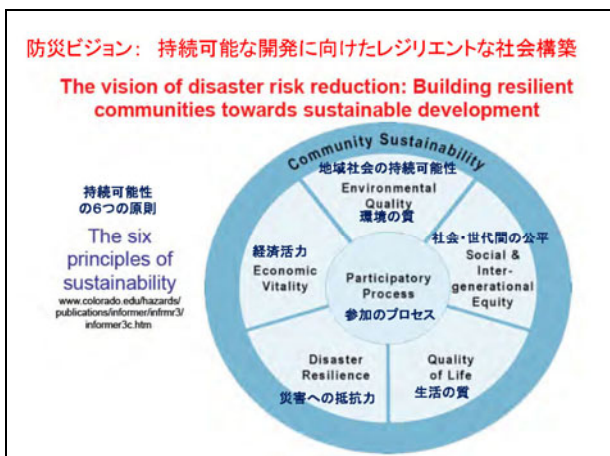 防災ビジョン： 持続可能な開発に向けたレジリエントな社会構築
The vision of disaster risk reduction: Building resilient
communities towards sustainable development
持続可能性
の6つの原則
The six
principles of
sustainability
www.colorado.edu/hazards/
publications/informer/infrmr3/
informer3c.htm
Community Sustainability
地域社会の持続可能性
Environmental
Quality
環境の質
経済活力
Economic
Vitality
社会・世代間の公平
Social &
Inter-
generational
Equity
Participatory
Process
参加のプロセス
Disaster
Resilience
災害への抵抗力
Quality
of Life
生活の質